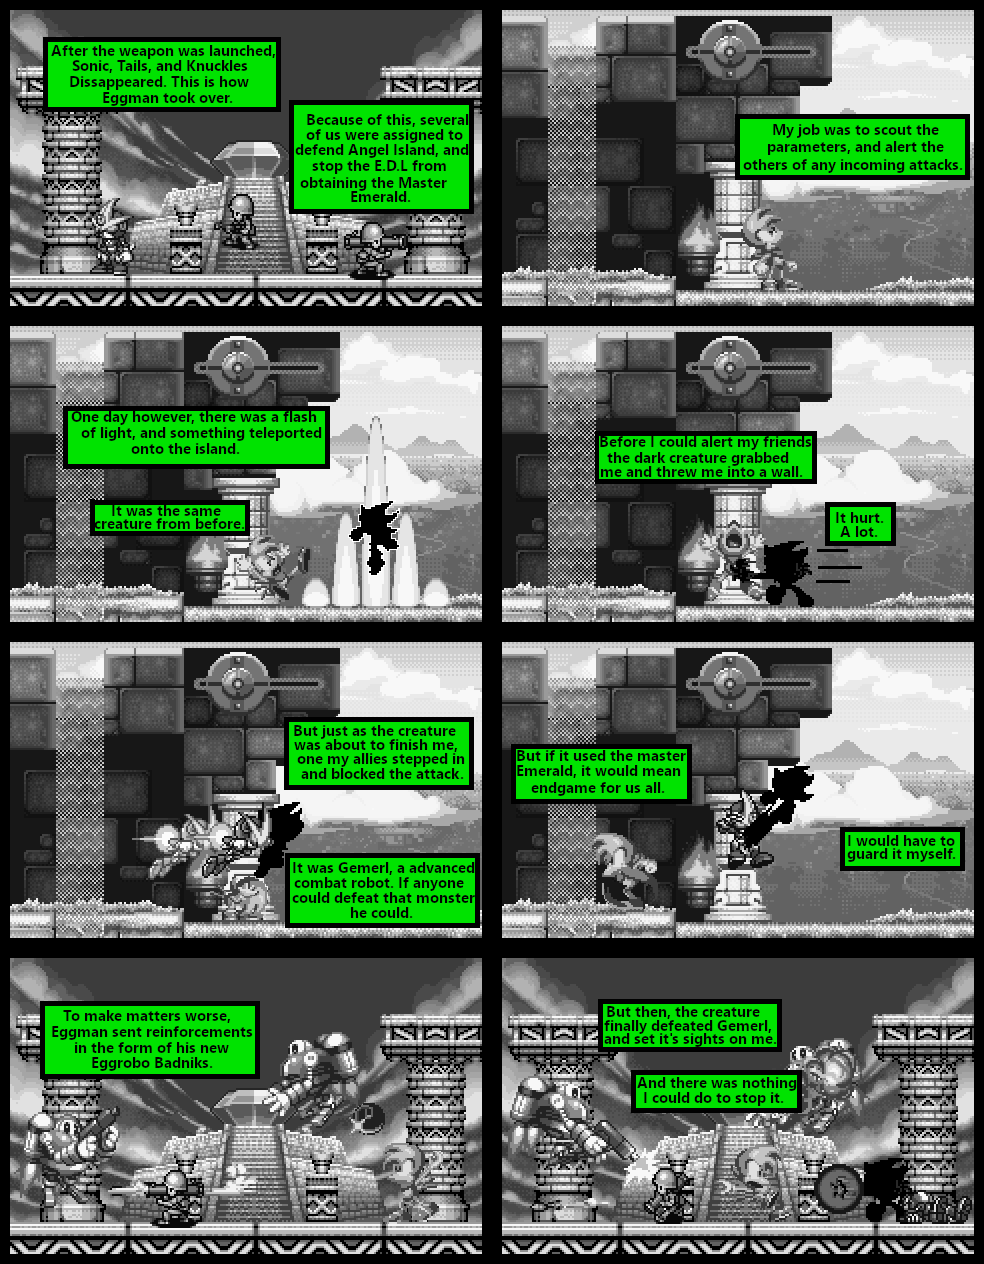 After the weapon was launched,
Sonic, Tails, and Knuckles
Dissappeared. This is how
Eggman took over.
Because of this, several
of us were assigned to
defend Angel Island, and
stop the E.D.L from
obtaining the Master
Emerald.
My job was to scout the
parameters, and alert the
others of any incoming attacks.
One day however, there was a flash
of light, and something teleported
onto the island.
It was the same
creature from before.
Before I could alert my friends
the dark creature grabbed
me and threw me into a wall.
It hurt.
A lot.
But just as the creature
was about to finish me,
one my allies stepped in
and blocked the attack.
It was Gemerl, a advanced
combat robot. If anyone
could defeat that monster
he could.
But if it used the master
Emerald, it would mean
endgame for us all.
I would have to
guard it myself.
To make matters worse,
Eggman sent reinforcements
in the form of his new
Eggrobo Badniks.
But then, the creature
finally defeated Gemerl,
and set it's sights on me.
And there was nothing
I could do to stop it.